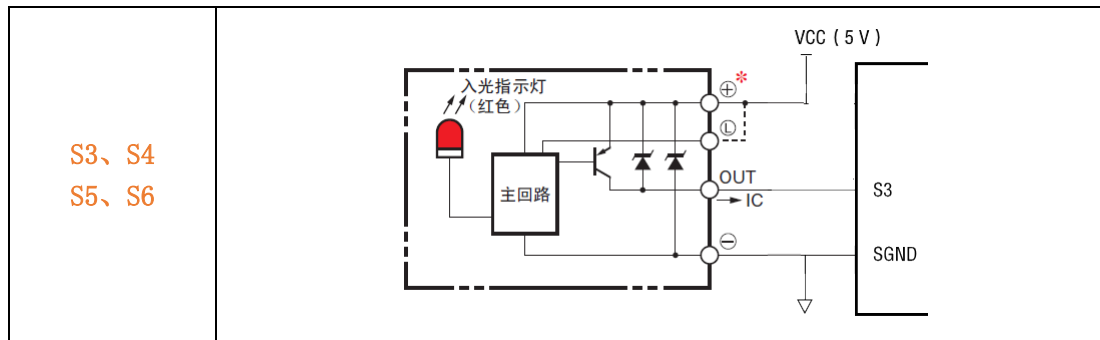 S3、S4
S5、S6
VCC ( 5 V )
入光指示灯
（红色）
⊕*
Ⓛ
主回路
OUT
IC
⊖
S3
SGND